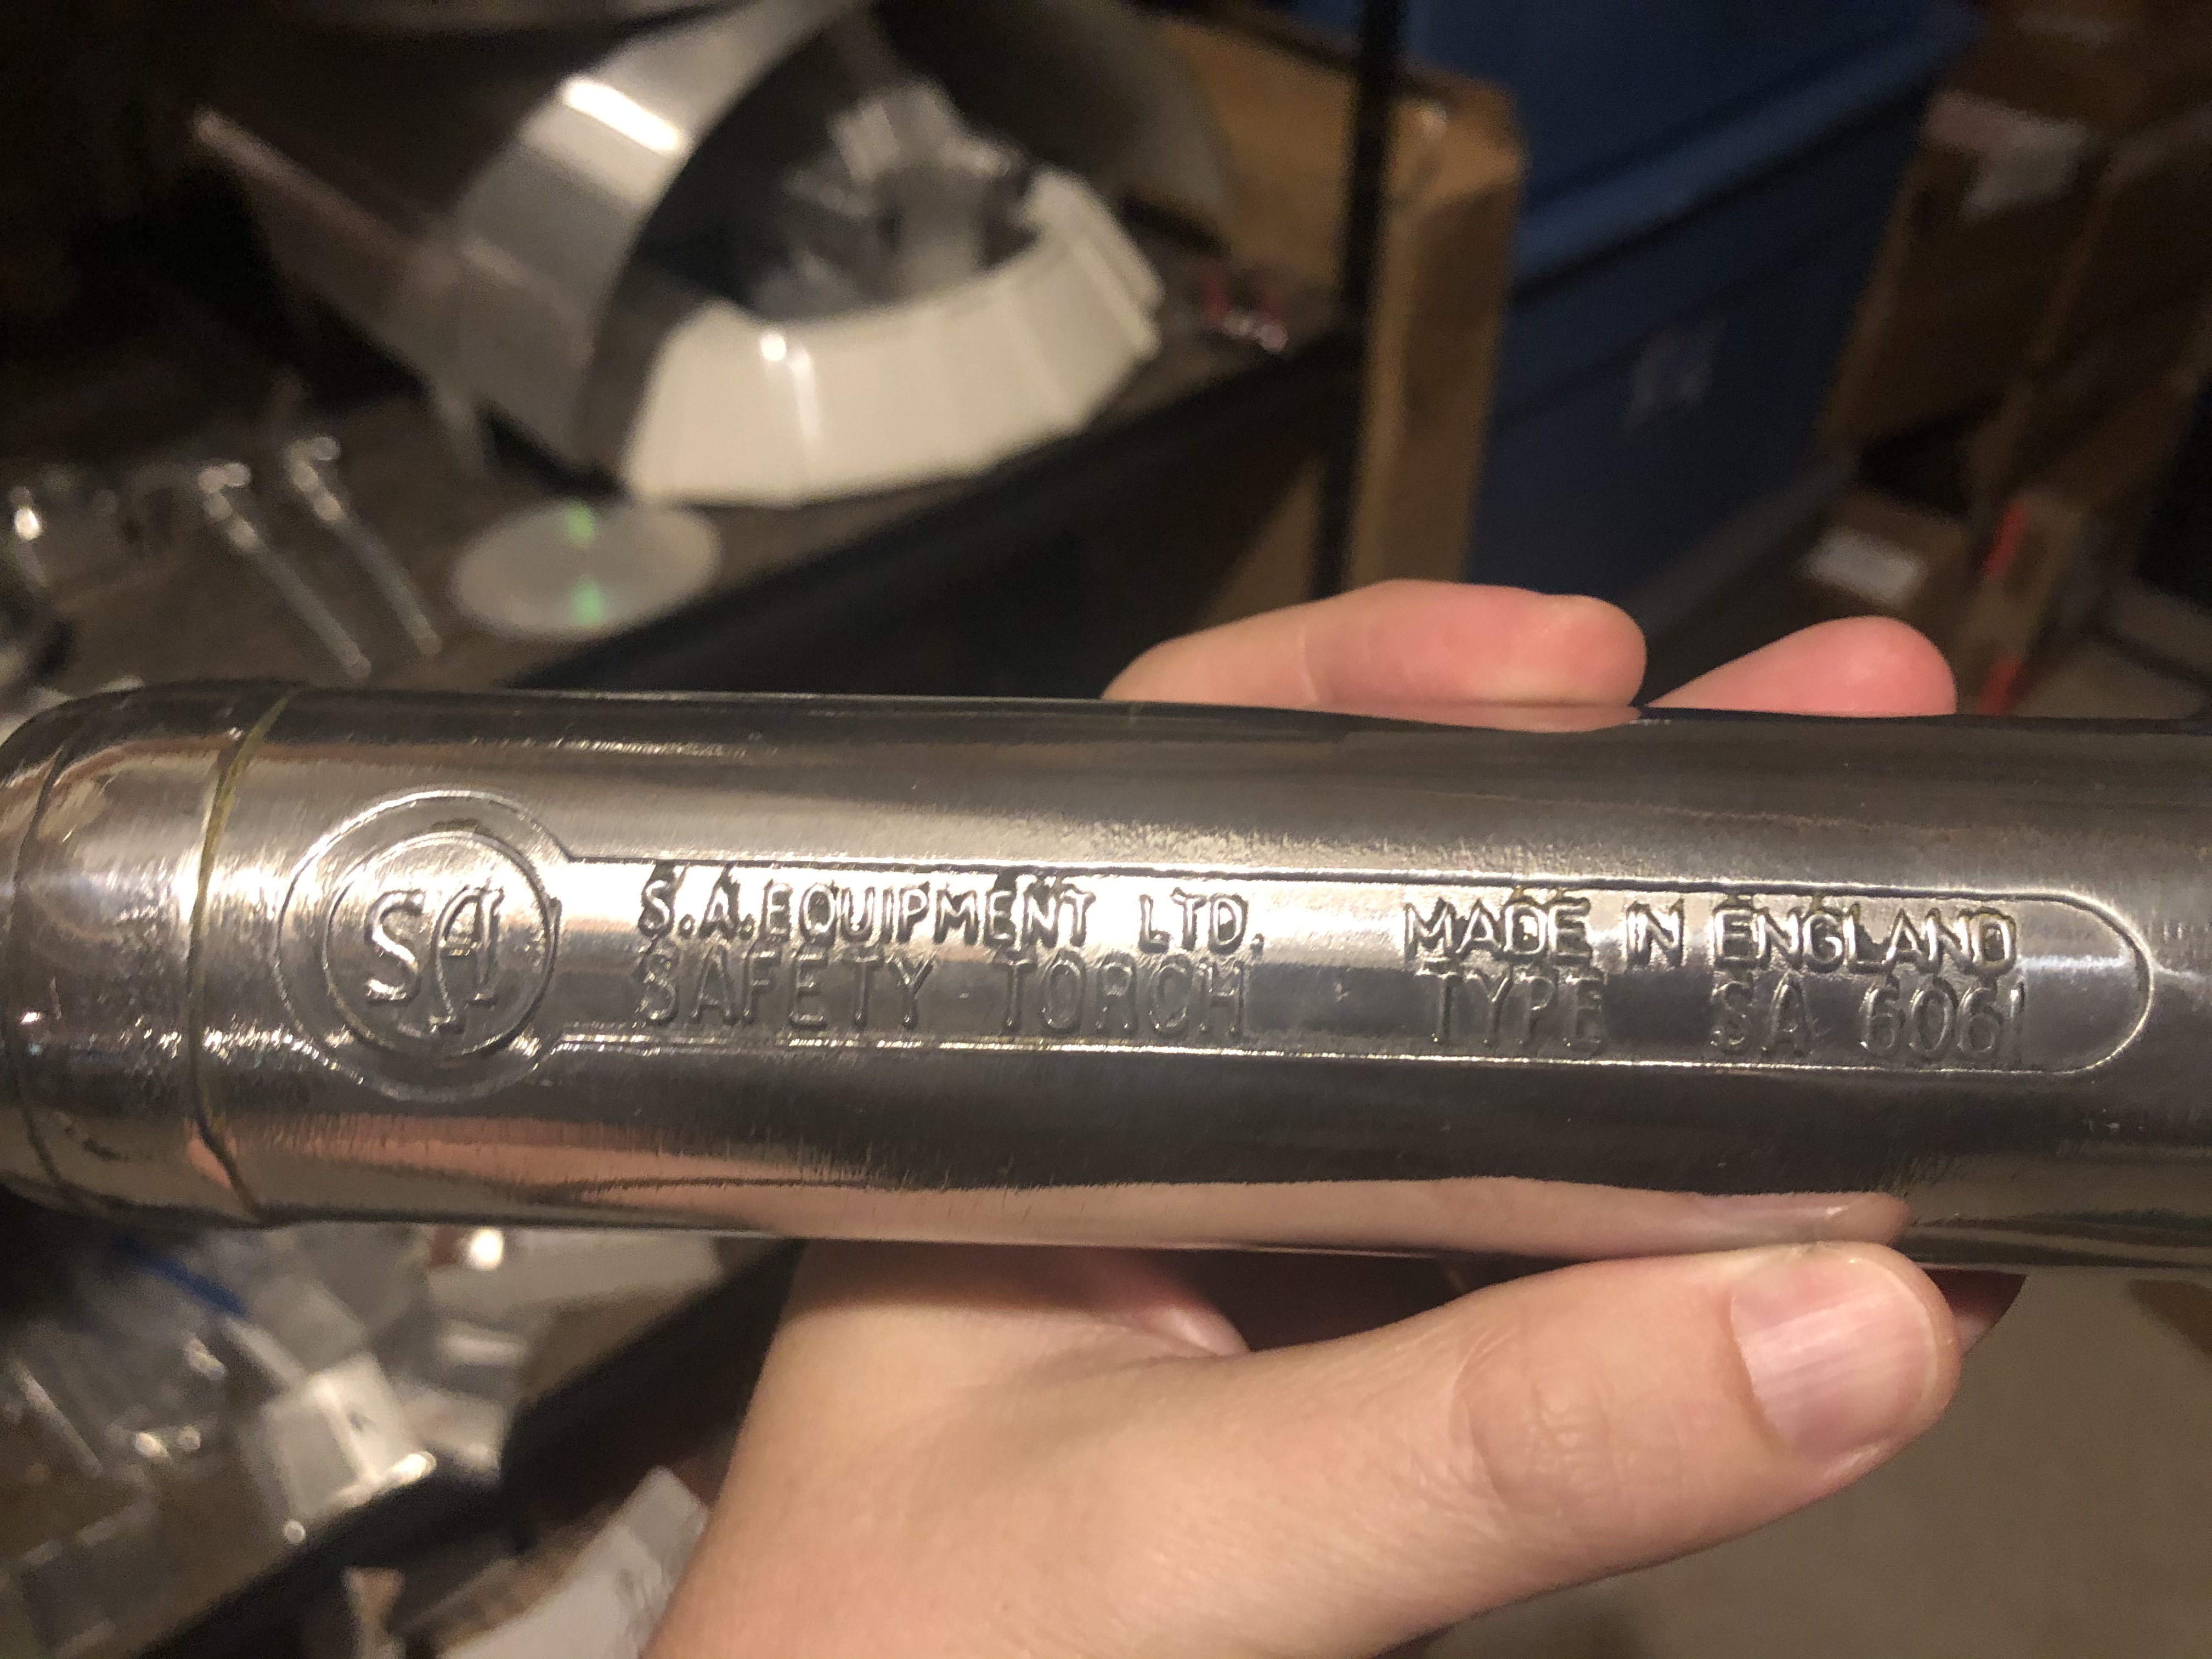 SA
S.A.EQUIPMENT LTD. MADE IN ENGLAND
SAFETY TORCH TYPE SA 6061